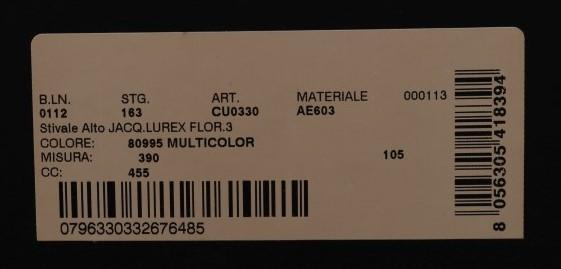 B.LN. STG. ART. MATERIALE 000113
0112 163 CU0330 AE603
Stivale Alto JACQ.LUREX FLOR.3
COLORE: 80995 MULTICOLOR
MISURA: 390 105
CC: 455
0796330332676485
8 056305 418394